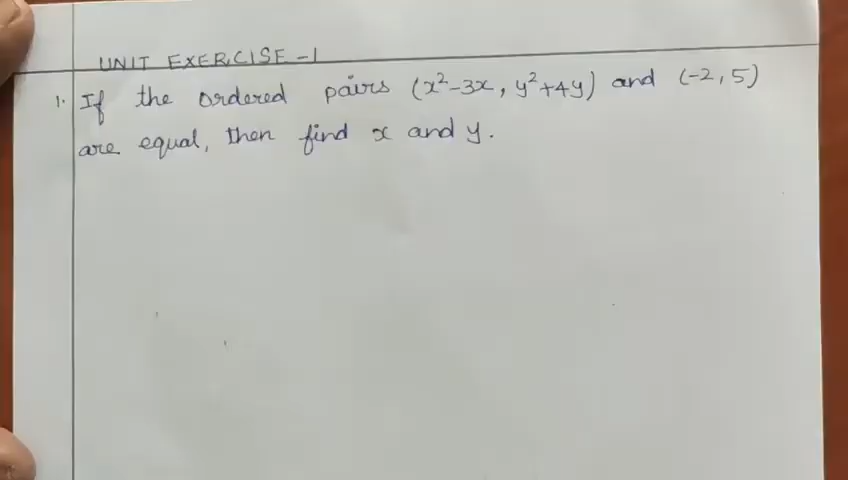 UNIT EXERCISE -1
1. If the ordered pairs (x²-3x, y²+4y) and (-2, 5)
are equal, then find x and y.